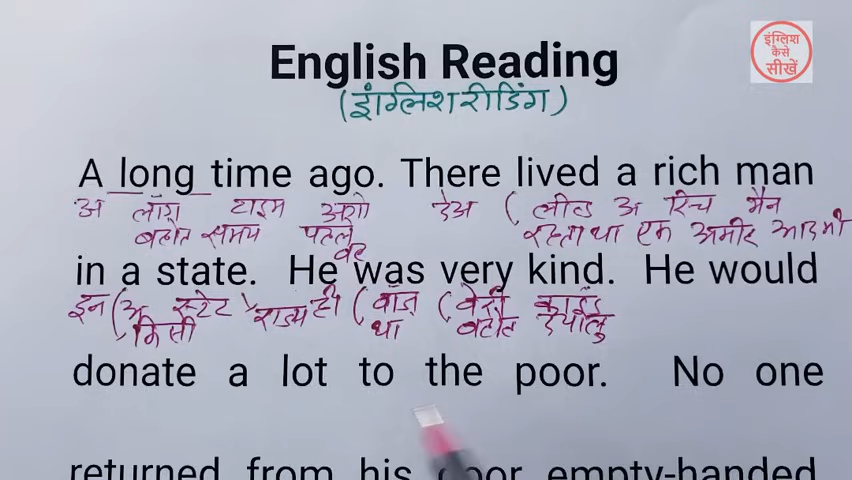 इंग्लिश
कैसे
सीखें
English Reading
(इंग्लिश रीडिंग)
A long time ago. There lived a rich man
अ लॉग टाइम अगो देअ ( लीव्ड अ रिच मैन
बहोत समय पहले रहता था एक अमीर आदमी
वह
in a state. He was very kind. He would
इन (अ स्टेट ही (वॉज़ (वेरी काइंड
किसी राज्य था बहोत दयालु
donate a lot to the poor. No one
returned from his door empty-handed